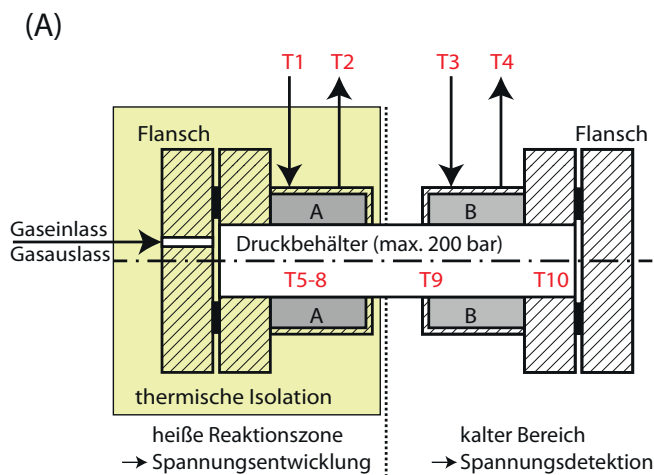 (A)
T1 T2 T3 T4
Flansch Flansch
A B
Gaseinlass
Druckbehälter (max. 200 bar)
Gasauslass
T5-8 T9 T10
A B
thermische Isolation
heiße Reaktionszone kalter Bereich
→ Spannungsentwicklung → Spannungsdetektion